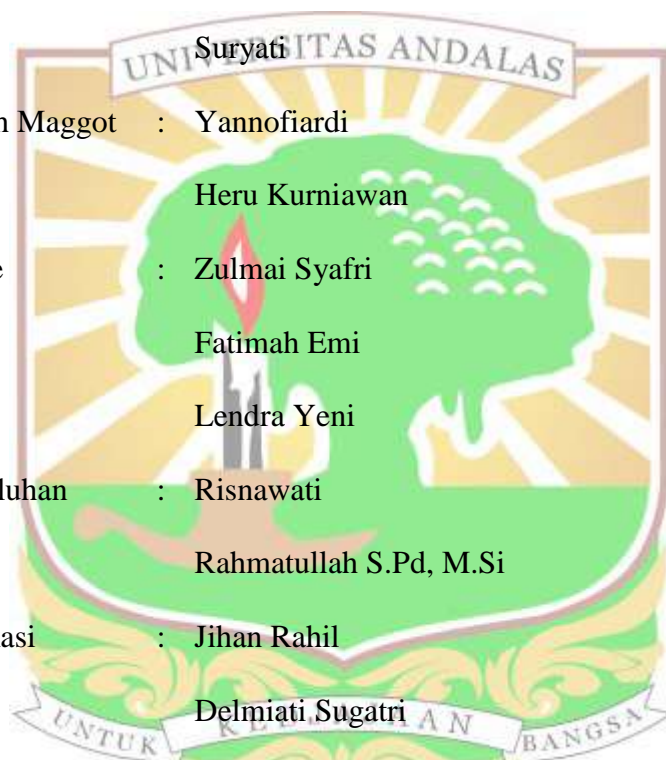 UNIVERSITAS ANDALAS
Suryati
n Maggot : Yannofiardi
Heru Kurniawan
e : Zulmai Syafri
Fatimah Emi
Lendra Yeni
luhan : Risnawati
Rahmatullah S.Pd, M.Si
asi : Jihan Rahil
Delmiati Sugatri
UNTUK BANGSA